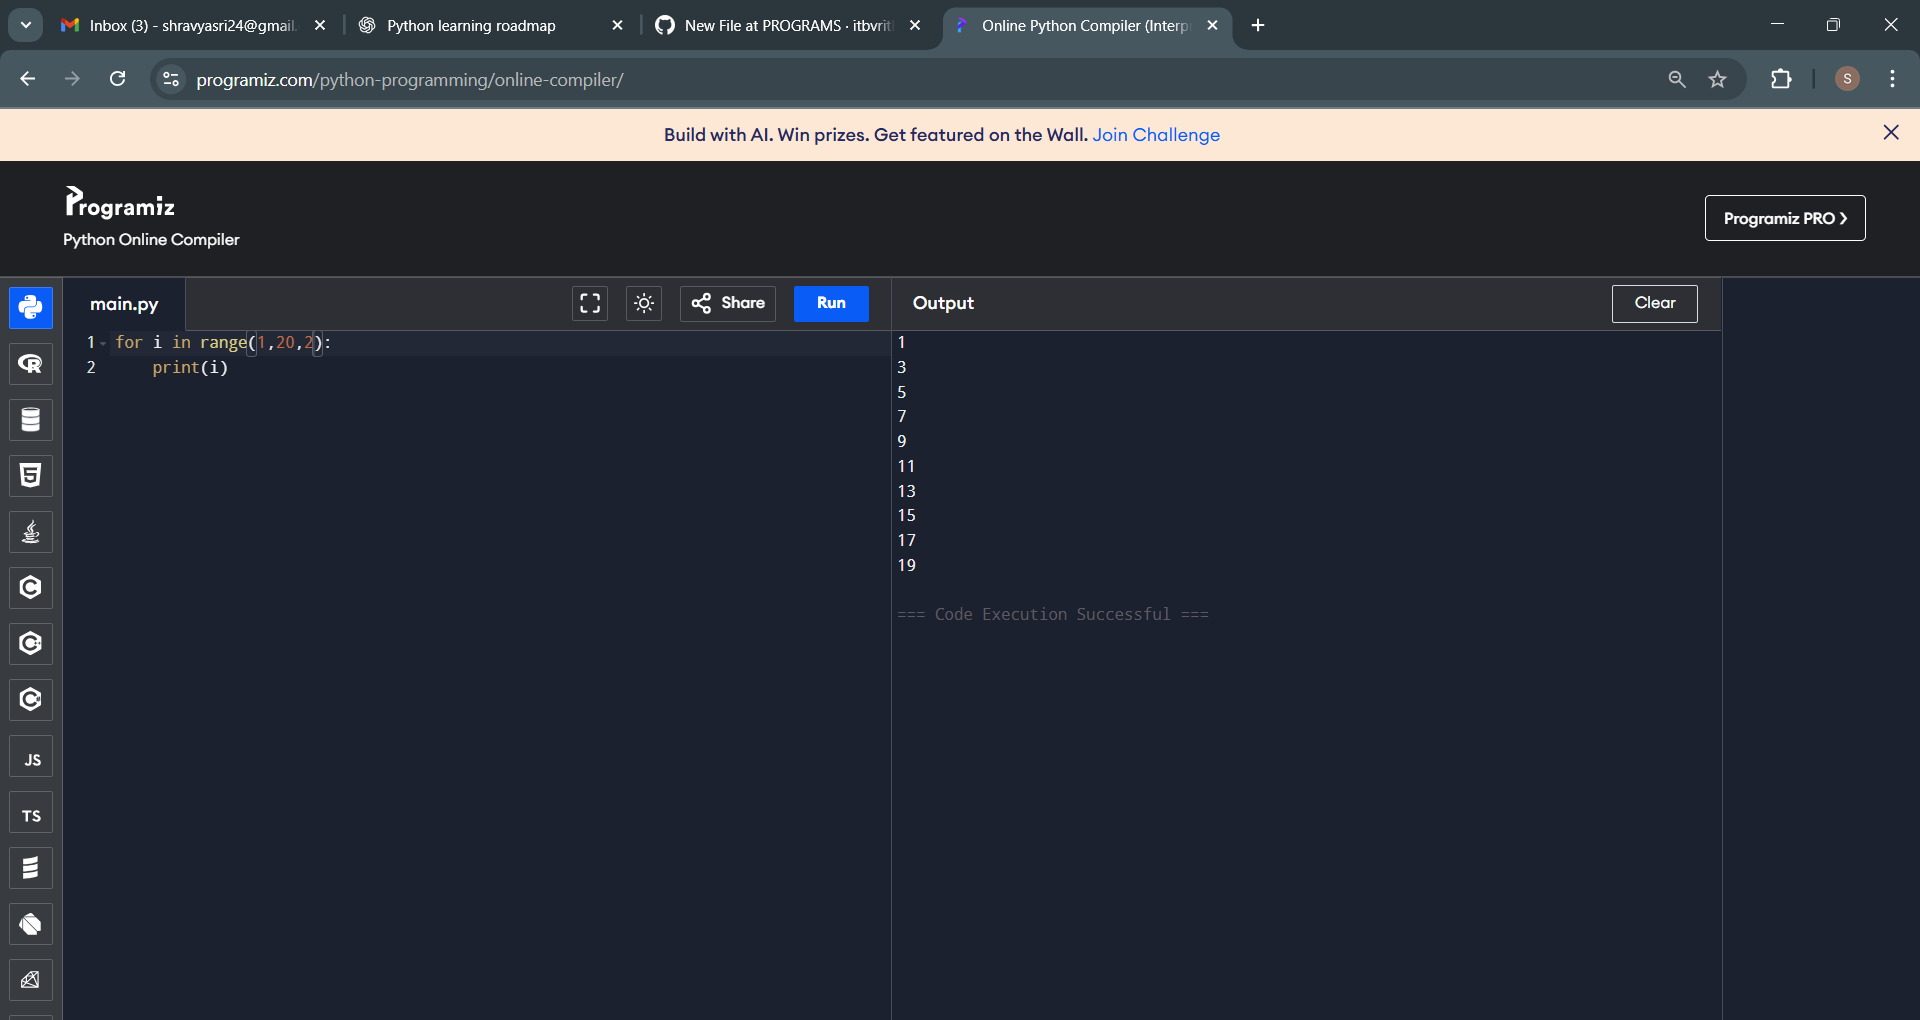 Inbox (3) - shravyasri24@gmail.
Python learning roadmap
New File at PROGRAMS · itbvrit
Online Python Compiler (Interp
programiz.com/python-programming/online-compiler/
S
Build with AI. Win prizes. Get featured on the Wall. Join Challenge
Programiz
Python Online Compiler
Programiz PRO ›
main.py
Share
Run
Output
Clear
1 for i in range(1,20,2):
2 print(i)
1
3
5
7
9
11
13
15
17
19
=== Code Execution Successful ===
JS
TS